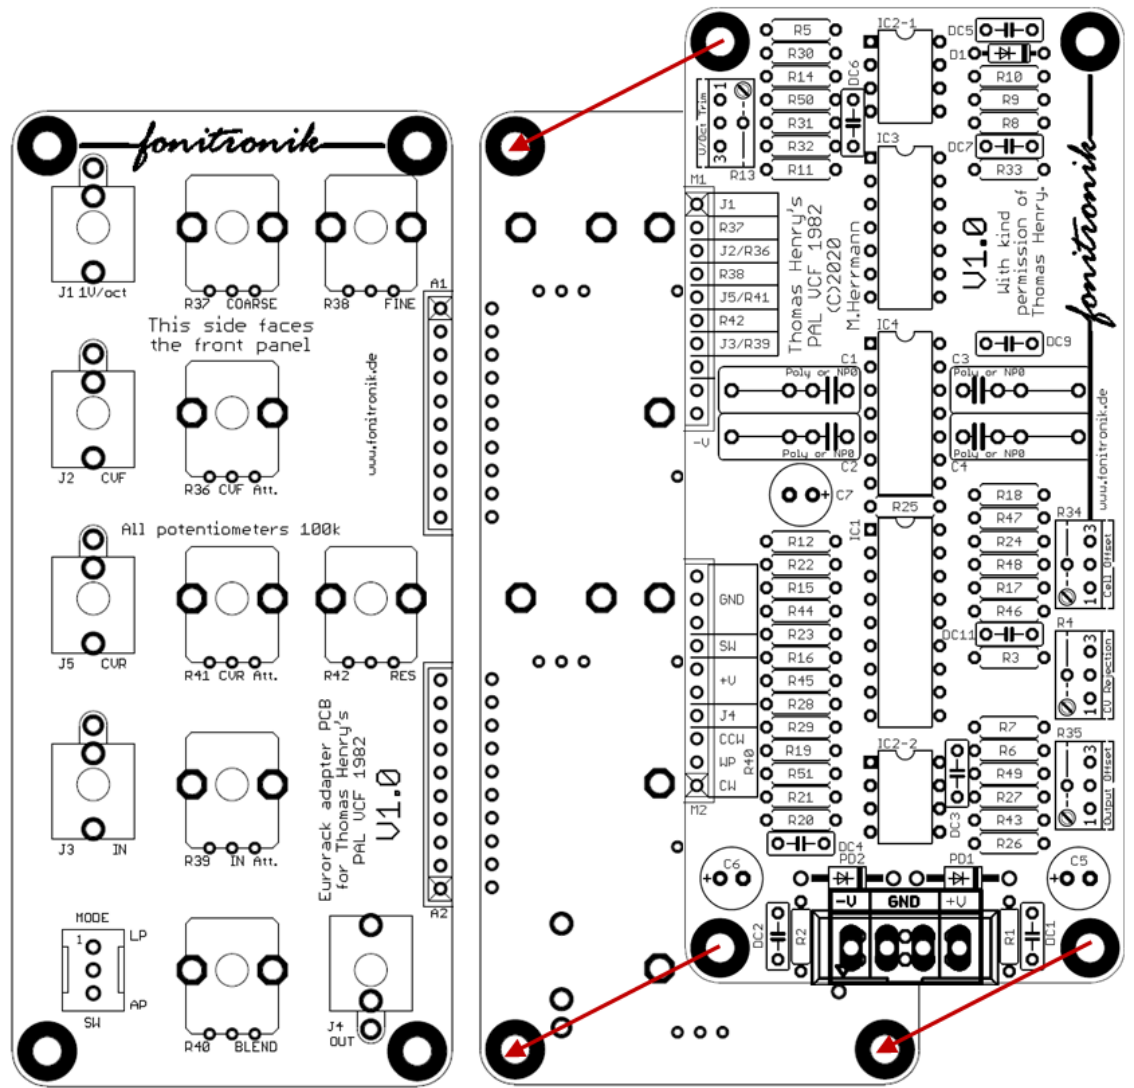 fonitronik
J1 1V/oct
R37 COARSE
R38 FINE
A1
This side faces
the front panel
www.fonitronik.de
J2 CVF
R36 CVF Att.
All potentiometers 100k
J5 CVR
R41 CVR Att.
R42 RES
J3 IN
R39 IN Att.
Eurorack adapter PCB
for Thomas Henry's
PAL VCF 1982
V1.0
A2
MODE
1
LP
AP
SW
R40 BLEND
J4
OUT
R5
R30
R14
R50
R31
R32
R11
DC6
V/Oct Trim
1
3
R13
IC2-1
DC5
D1
R10
R9
R8
DC7
R33
IC3
M1
J1
R37
J2/R36
R38
J5/R41
R42
J3/R39
-V
Thomas Henry's
PAL VCF 1982
(C)2020
M.Herrmann
V1.0
With kind
permission of
Thomas Henry.
fonitronik
IC4
DC9
C1
Poly or NP0
C3
Poly or NP0
Poly or NP0
C2
Poly or NP0
C4
www.fonitronik.de
+
C7
R25
IC1
R18
R47
R24
R48
R17
R46
DC11
R3
R34
3
1
Cell Offset
R4
3
1
CV Rejection
R35
3
1
Output Offset
R12
R22
R15
R44
R23
R16
R45
R28
R29
R19
R51
R21
R20
DC4
GND
SW
+V
J4
CCW
WP
CW
R40
M2
IC2-2
DC3
R7
R6
R49
R27
R43
R26
C6
+
PD2
PD1
C5
+
-V
GND
+V
DC2
R2
R1
DC1